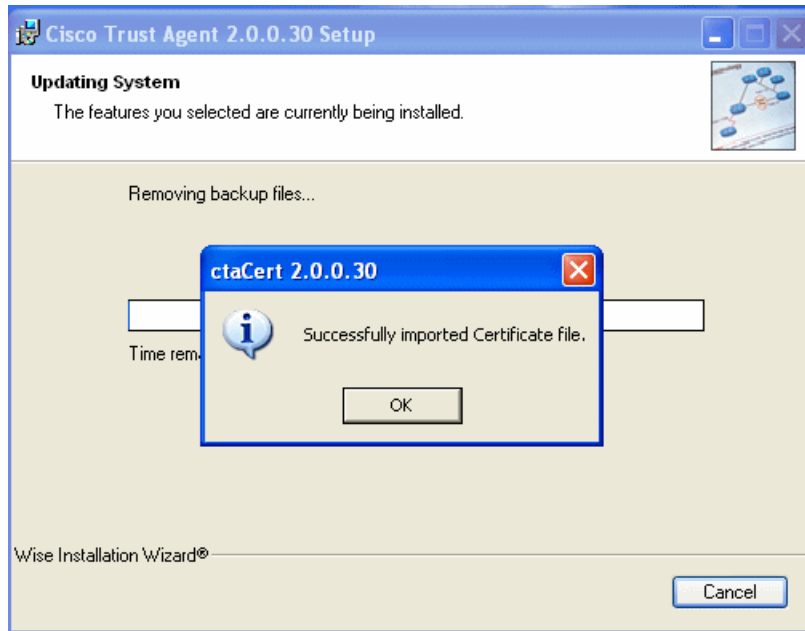 Cisco Trust Agent 2.0.0.30 Setup
Updating System
The features you selected are currently being installed.
Removing backup files...
ctaCert 2.0.0.30
Successfully imported Certificate file.
OK
Time
Wise Installation Wizard®
Cancel